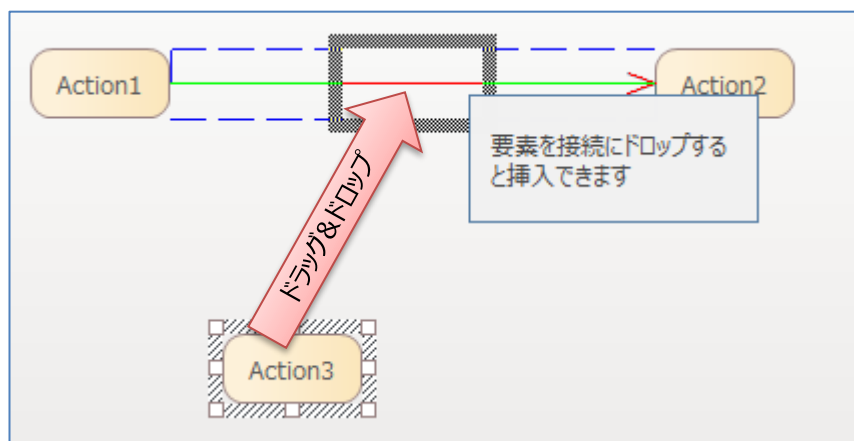 Action1
Action2
要素を接続にドロップする
と挿入できます
ドラッグ&ドロップ
Action3